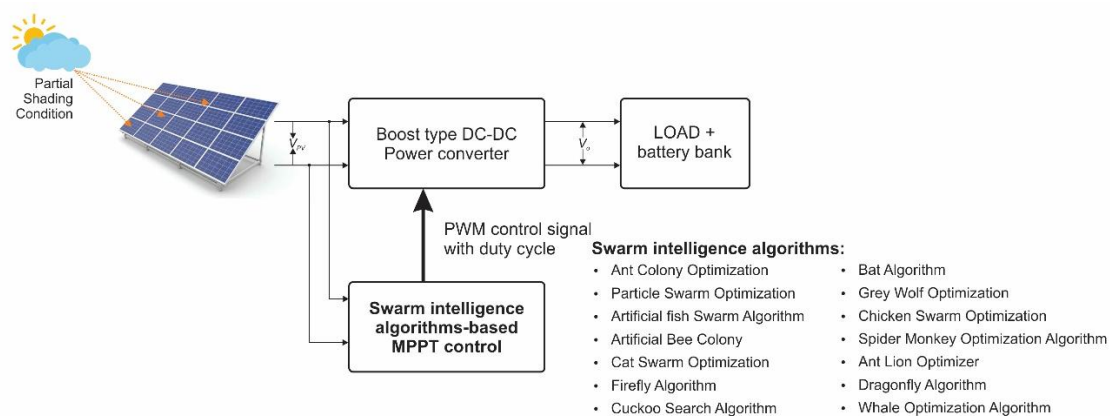 Partial
Shading
Condition
V_PV
Boost type DC-DC
Power converter
V_o
LOAD +
battery bank
PWM control signal
with duty cycle
Swarm intelligence
algorithms-based
MPPT control
Swarm intelligence algorithms:
• Ant Colony Optimization
• Particle Swarm Optimization
• Artificial fish Swarm Algorithm
• Artificial Bee Colony
• Cat Swarm Optimization
• Firefly Algorithm
• Cuckoo Search Algorithm
• Bat Algorithm
• Grey Wolf Optimization
• Chicken Swarm Optimization
• Spider Monkey Optimization Algorithm
• Ant Lion Optimizer
• Dragonfly Algorithm
• Whale Optimization Algorithm